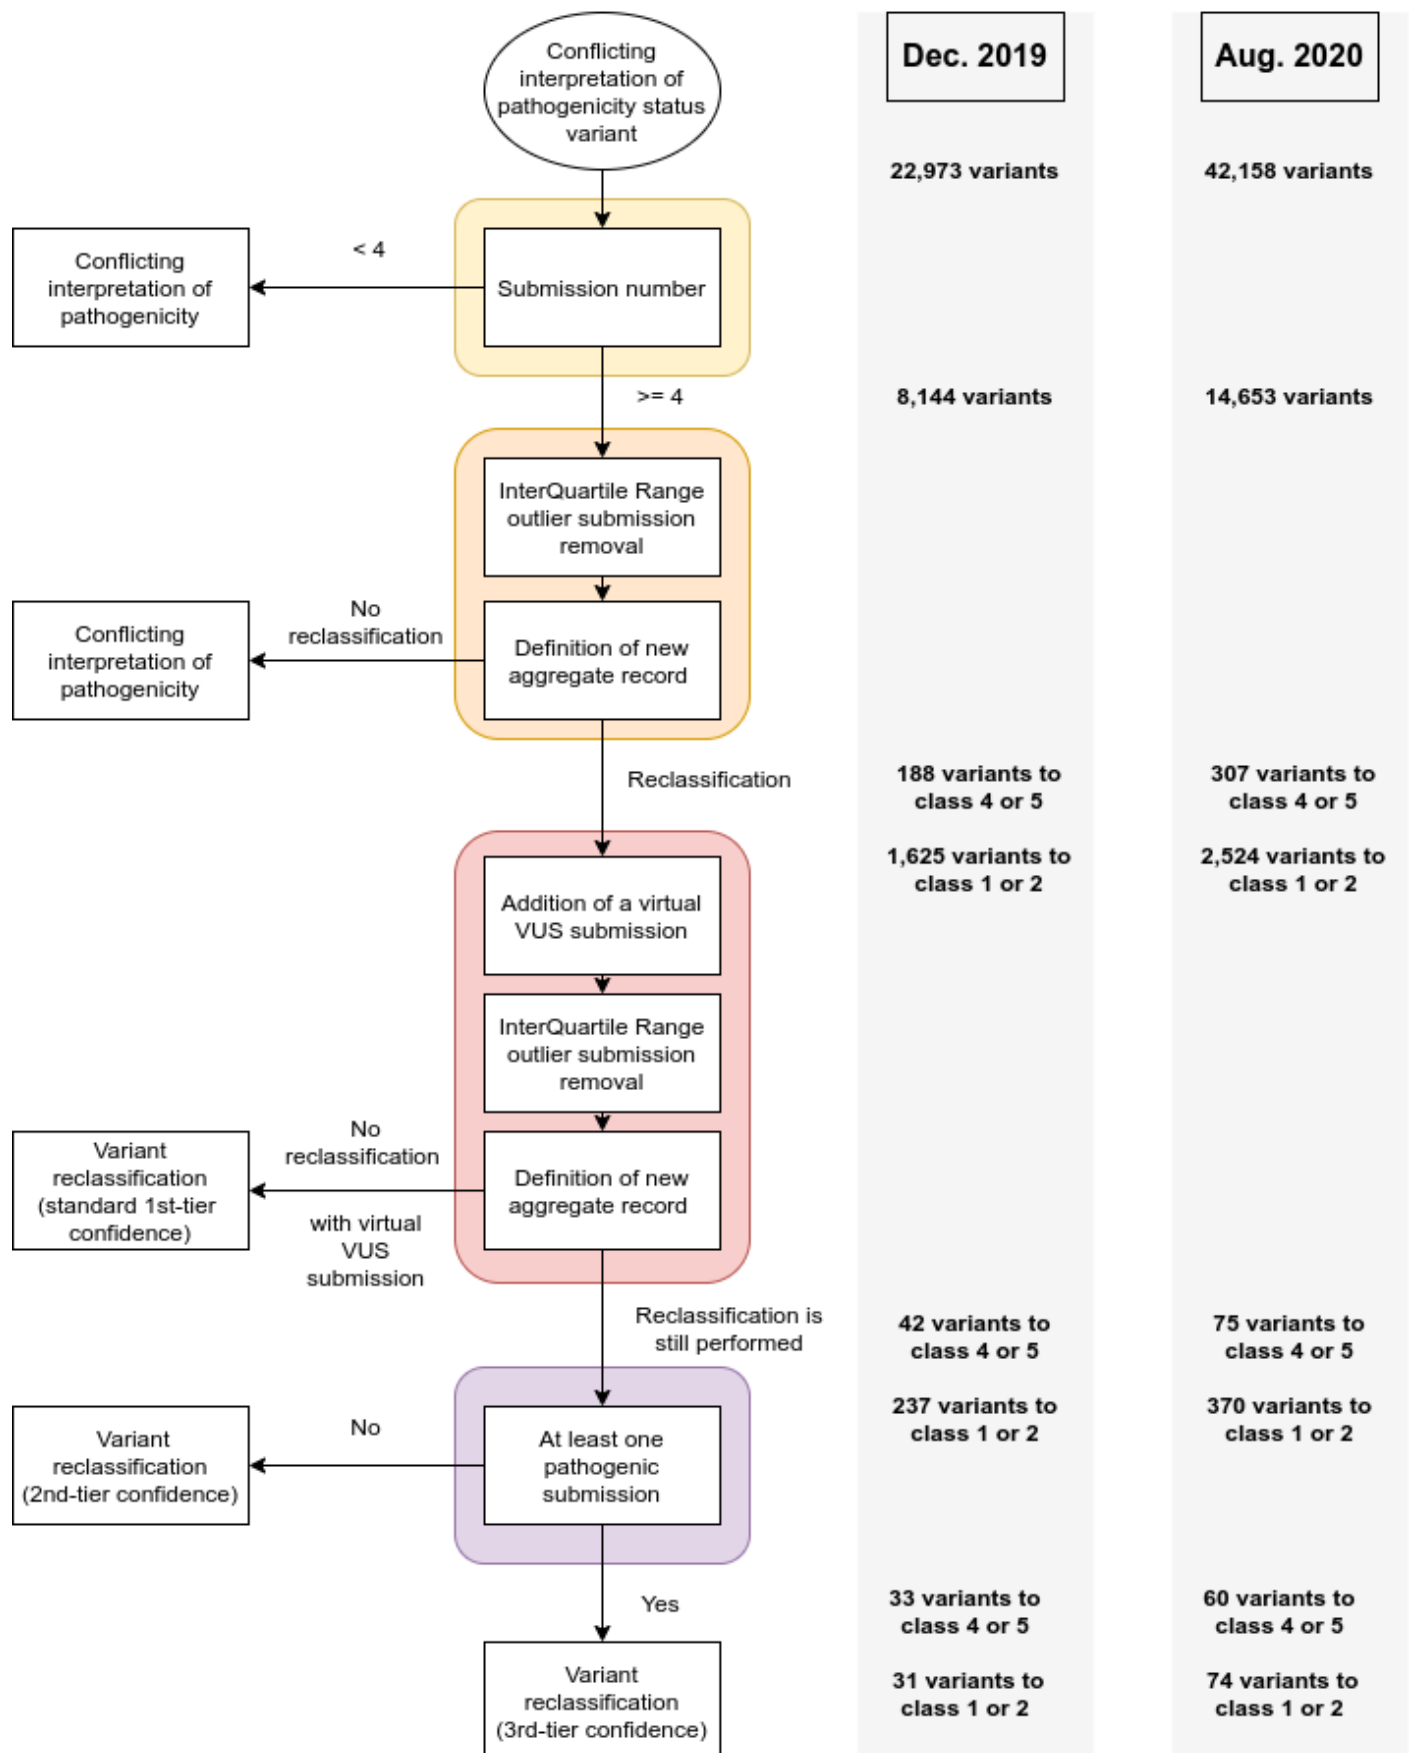 Conflicting
interpretation of
pathogenicity status
variant
Dec. 2019
Aug. 2020
22,973 variants
42,158 variants
< 4
Conflicting
interpretation of
pathogenicity
Submission number
>= 4
8,144 variants
14,653 variants
InterQuartile Range
outlier submission
removal
No
reclassification
Conflicting
interpretation of
pathogenicity
Definition of new
aggregate record
Reclassification
188 variants to
class 4 or 5
307 variants to
class 4 or 5
1,625 variants to
class 1 or 2
2,524 variants to
class 1 or 2
Addition of a virtual
VUS submission
InterQuartile Range
outlier submission
removal
No
reclassification
Variant
reclassification
(standard 1st-tier
confidence)
Definition of new
aggregate record
with virtual
VUS
submission
Reclassification is
still performed
42 variants to
class 4 or 5
75 variants to
class 4 or 5
237 variants to
class 1 or 2
370 variants to
class 1 or 2
No
Variant
reclassification
(2nd-tier confidence)
At least one
pathogenic
submission
Yes
33 variants to
class 4 or 5
60 variants to
class 4 or 5
Variant
reclassification
(3rd-tier confidence)
31 variants to
class 1 or 2
74 variants to
class 1 or 2